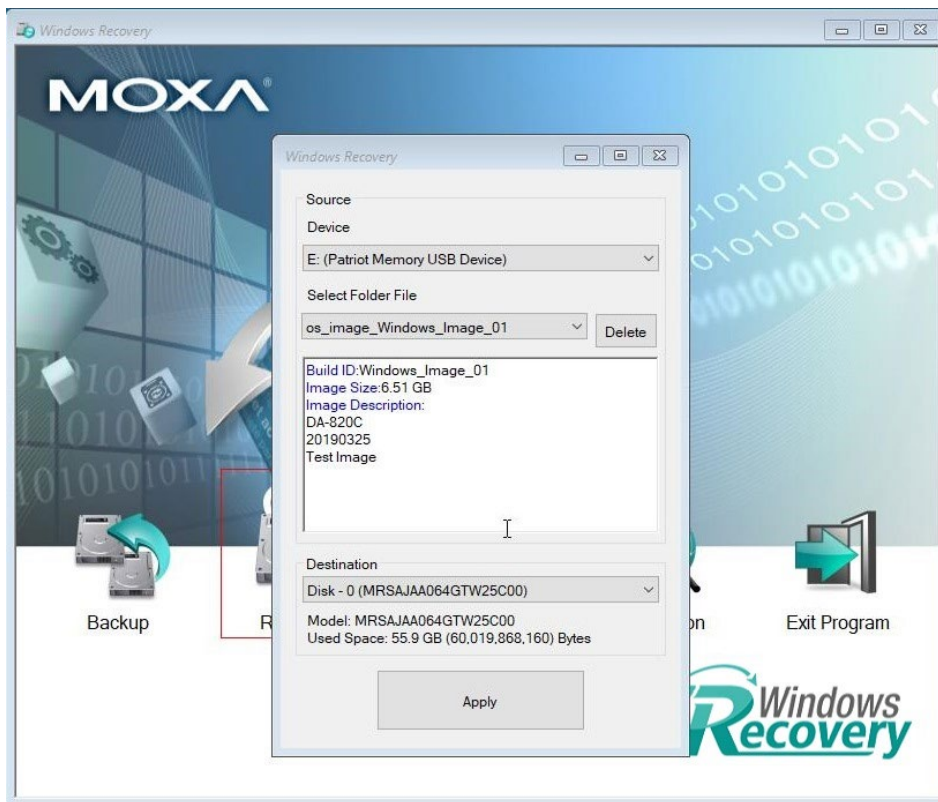 Windows Recovery
MOXA®
Windows Recovery
Source
Device
E: (Patriot Memory USB Device)
Select Folder File
os_image_Windows_Image_01
Delete
Build ID:Windows_Image_01
Image Size:6.51 GB
Image Description:
DA-820C
20190325
Test Image
Destination
Disk - 0 (MRSAJAA064GTW25C00)
Model: MRSAJAA064GTW25C00
Used Space: 55.9 GB (60,019,868,160) Bytes
Apply
Backup
Exit Program
Windows
Recovery